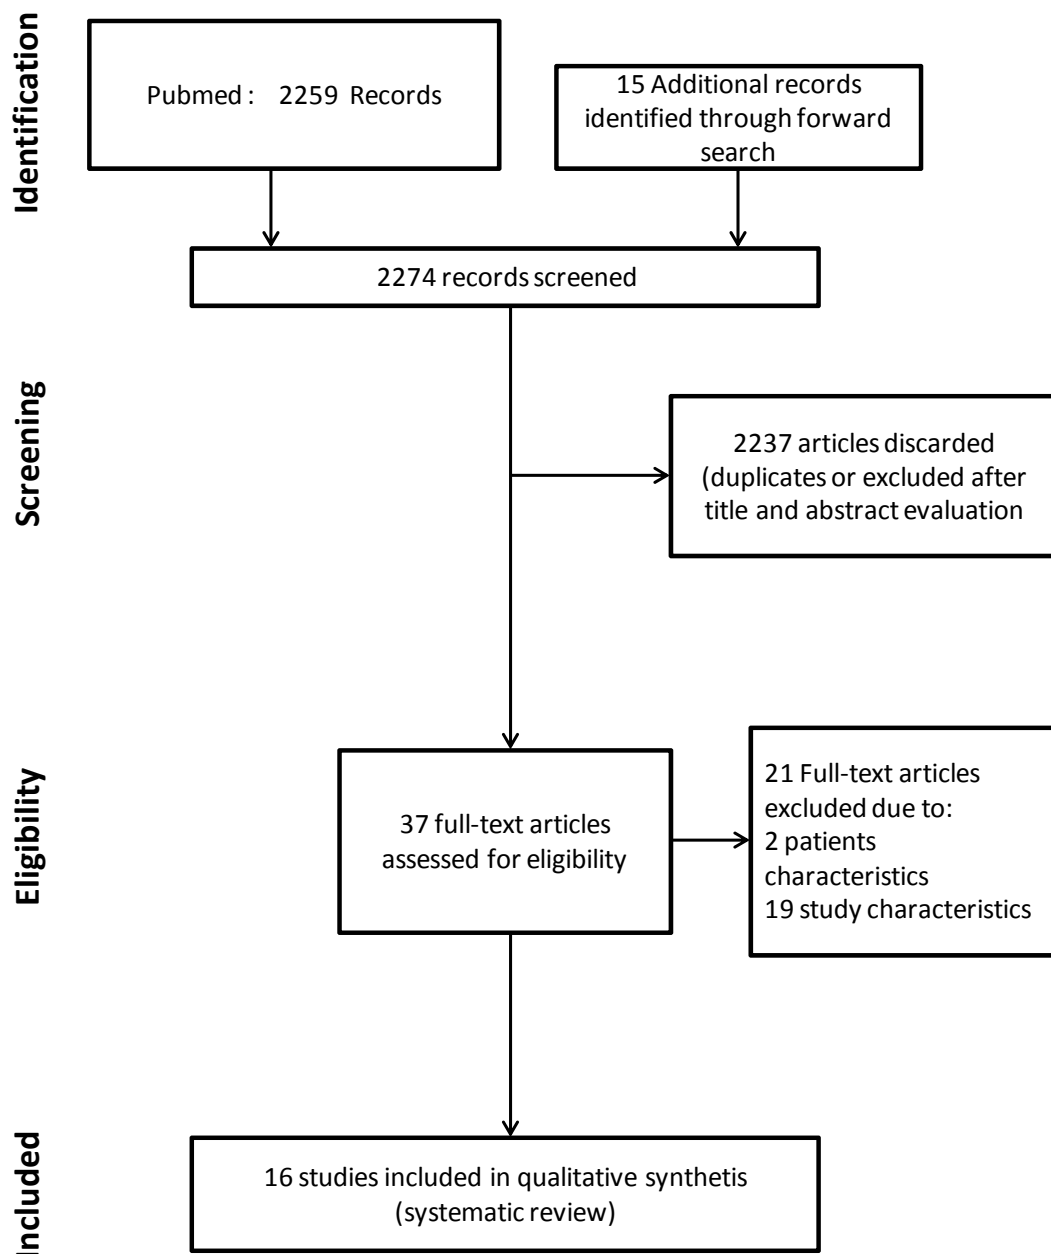 Identification
Pubmed : 2259 Records
15 Additional records
identified through forward
search
2274 records screened
Screening
2237 articles discarded
(duplicates or excluded after
title and abstract evaluation
Eligibility
37 full-text articles
assessed for eligibility
21 Full-text articles
excluded due to:
2 patients
characteristics
19 study characteristics
Included
16 studies included in qualitative synthetis
(systematic review)